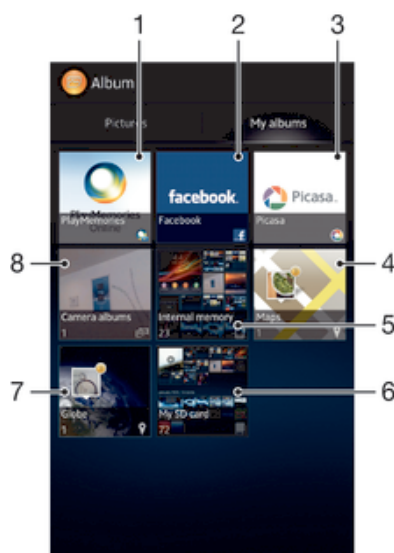 1 2 3
Album
Pictures My albums
facebook.
Picasa.
PlayMemories Facebook Picasa
Online
8 4
Camera albums Internal memory Maps
1 23 1
5
7 6
Globe My SD card
1 72